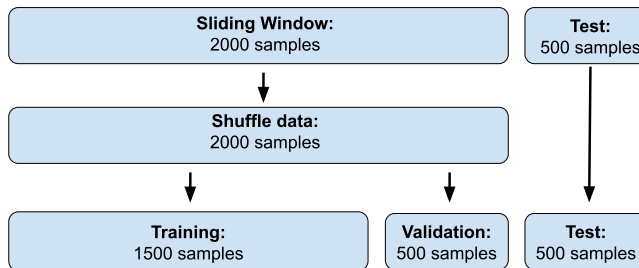 Sliding Window:
2000 samples
Test:
500 samples
Shuffle data:
2000 samples
Training:
1500 samples
Validation:
500 samples
Test:
500 samples